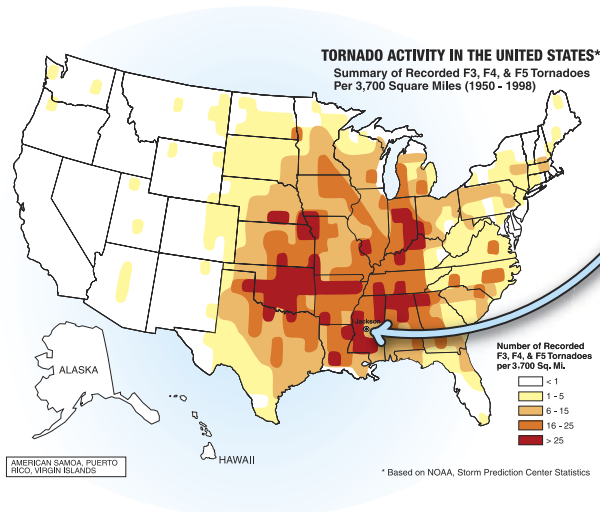 TORNADO ACTIVITY IN THE UNITED STATES*
Summary of Recorded F3, F4, & F5 Tornadoes
Per 3,700 Square Miles (1950 - 1998)
Jackson
ALASKA
HAWAII
AMERICAN SAMOA, PUERTO
RICO, VIRGIN ISLANDS
Number of Recorded
F3, F4, & F5 Tornadoes
per 3.700 Sq. Mi.
< 1
1 - 5
6 - 15
16 - 25
> 25
* Based on NOAA, Storm Prediction Center Statistics